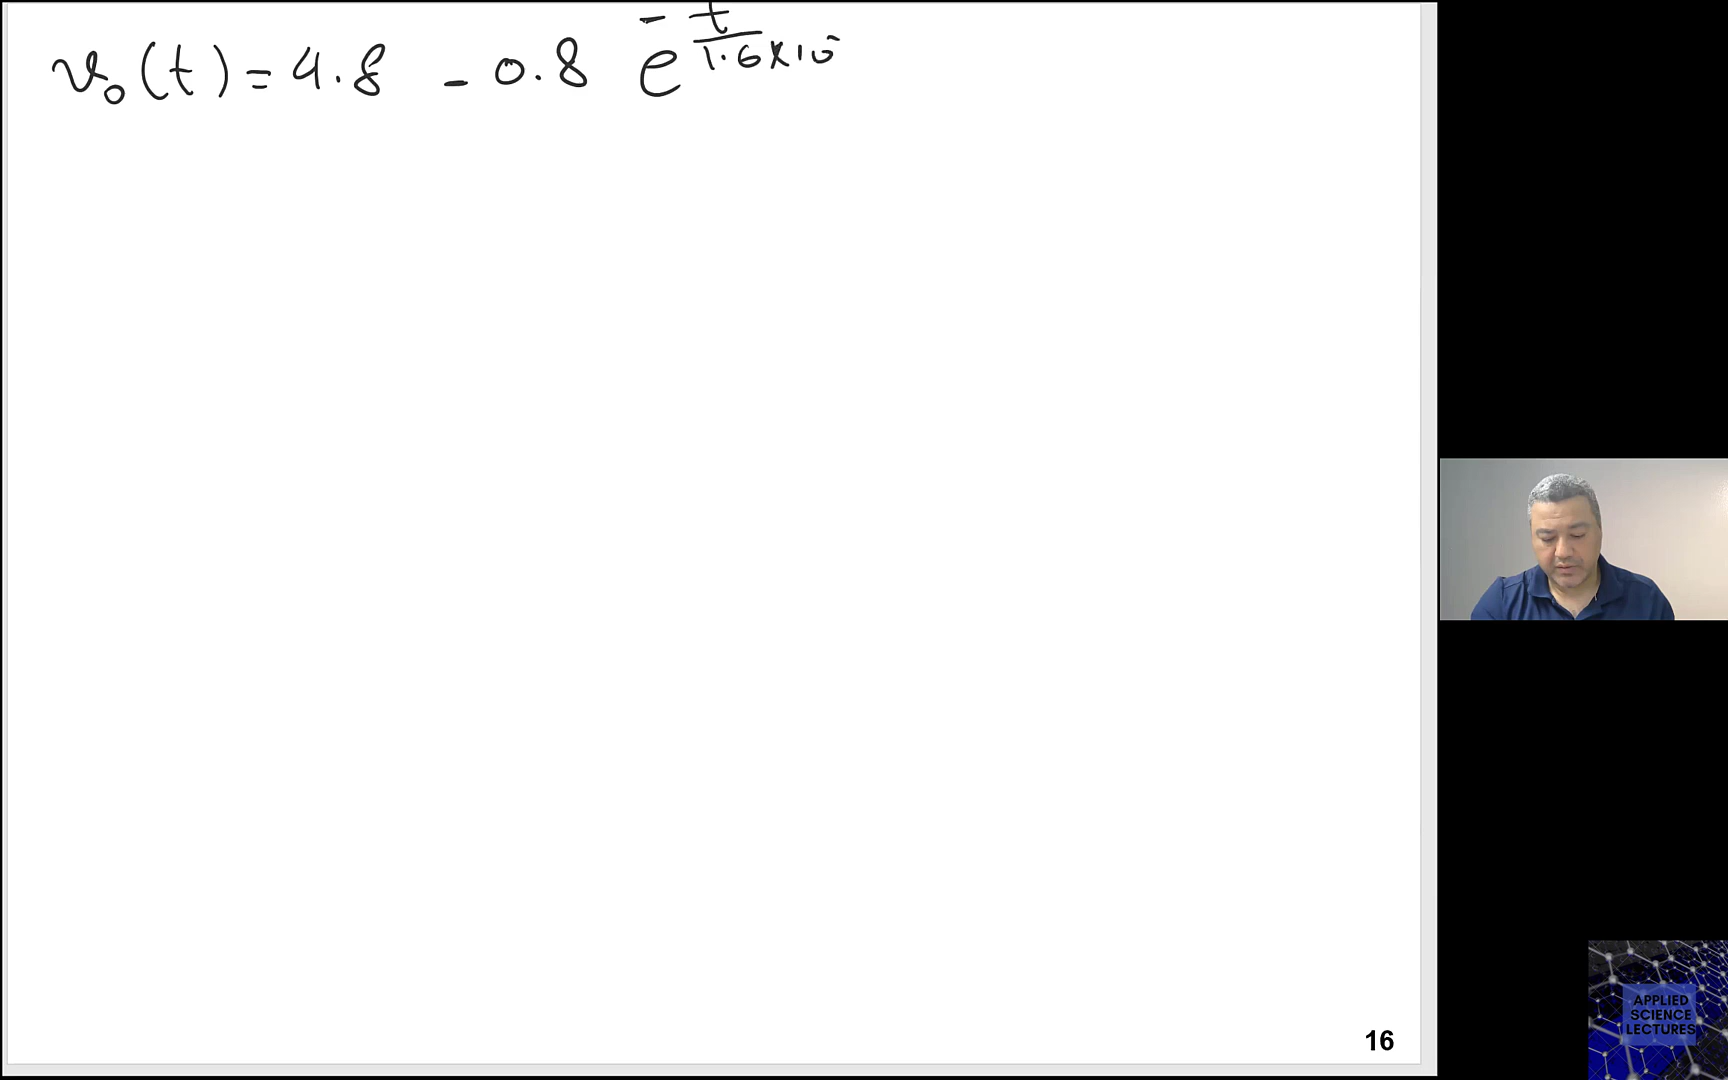 v₀(t) = 4.8 - 0.8 e^{-t/1.6×10^-}
16
APPLIED
SCIENCE
LECTURES